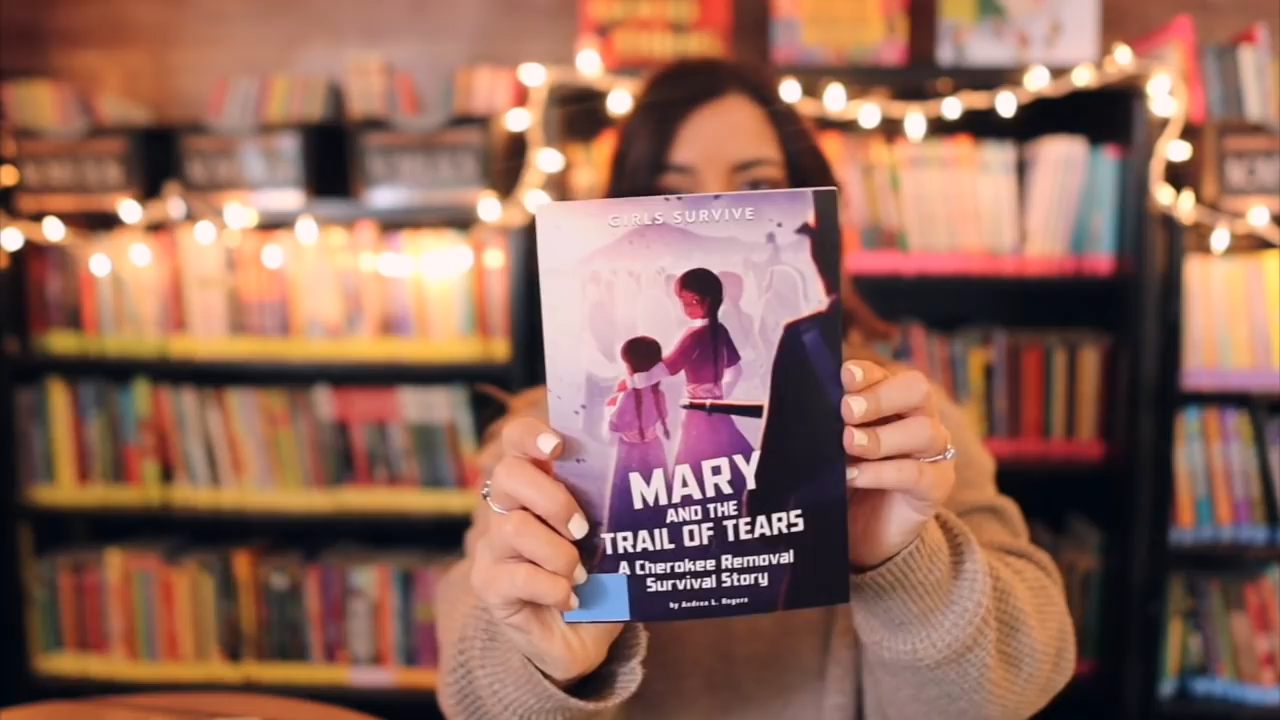 GIRLS SURVIVE
MARY
AND THE
TRAIL OF TEARS
A Cherokee Removal
Survival Story
by Andrea L. Rogers